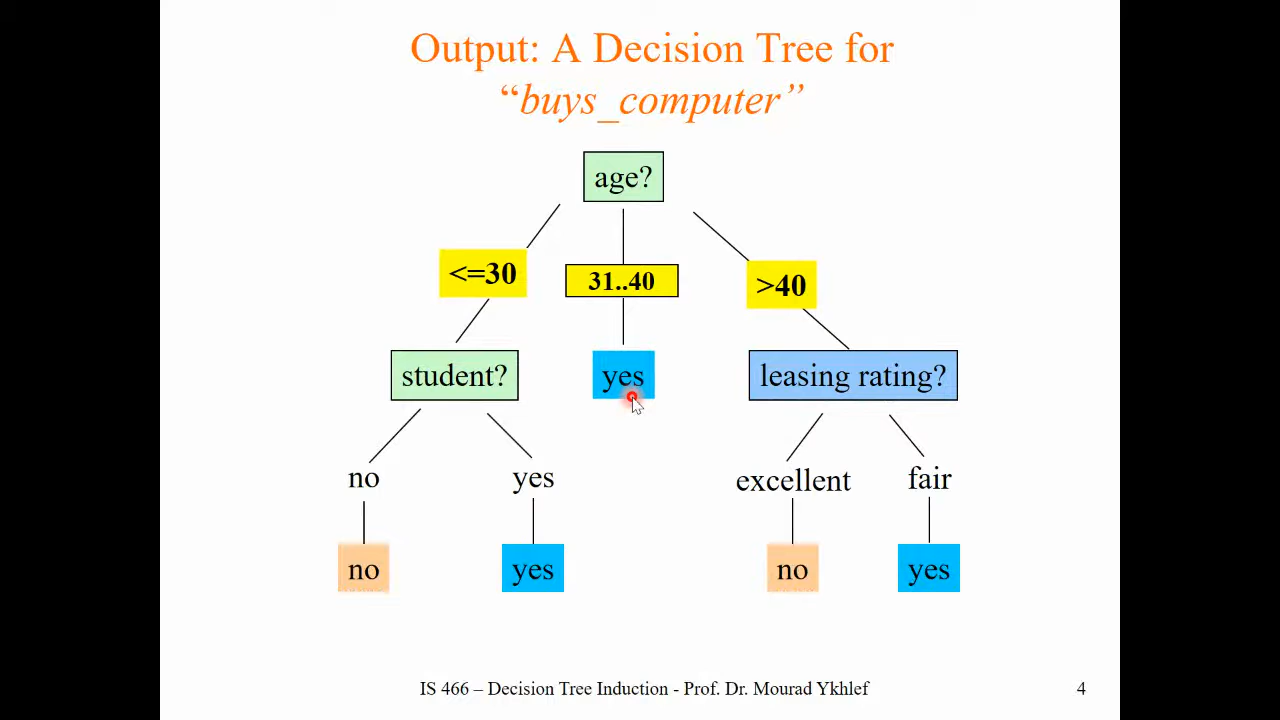 Output: A Decision Tree for
“buys_computer”
age?
<=30
31..40
>40
student?
yes
leasing rating?
no
yes
excellent
fair
no
yes
no
yes
IS 466 – Decision Tree Induction - Prof. Dr. Mourad Ykhlef
4